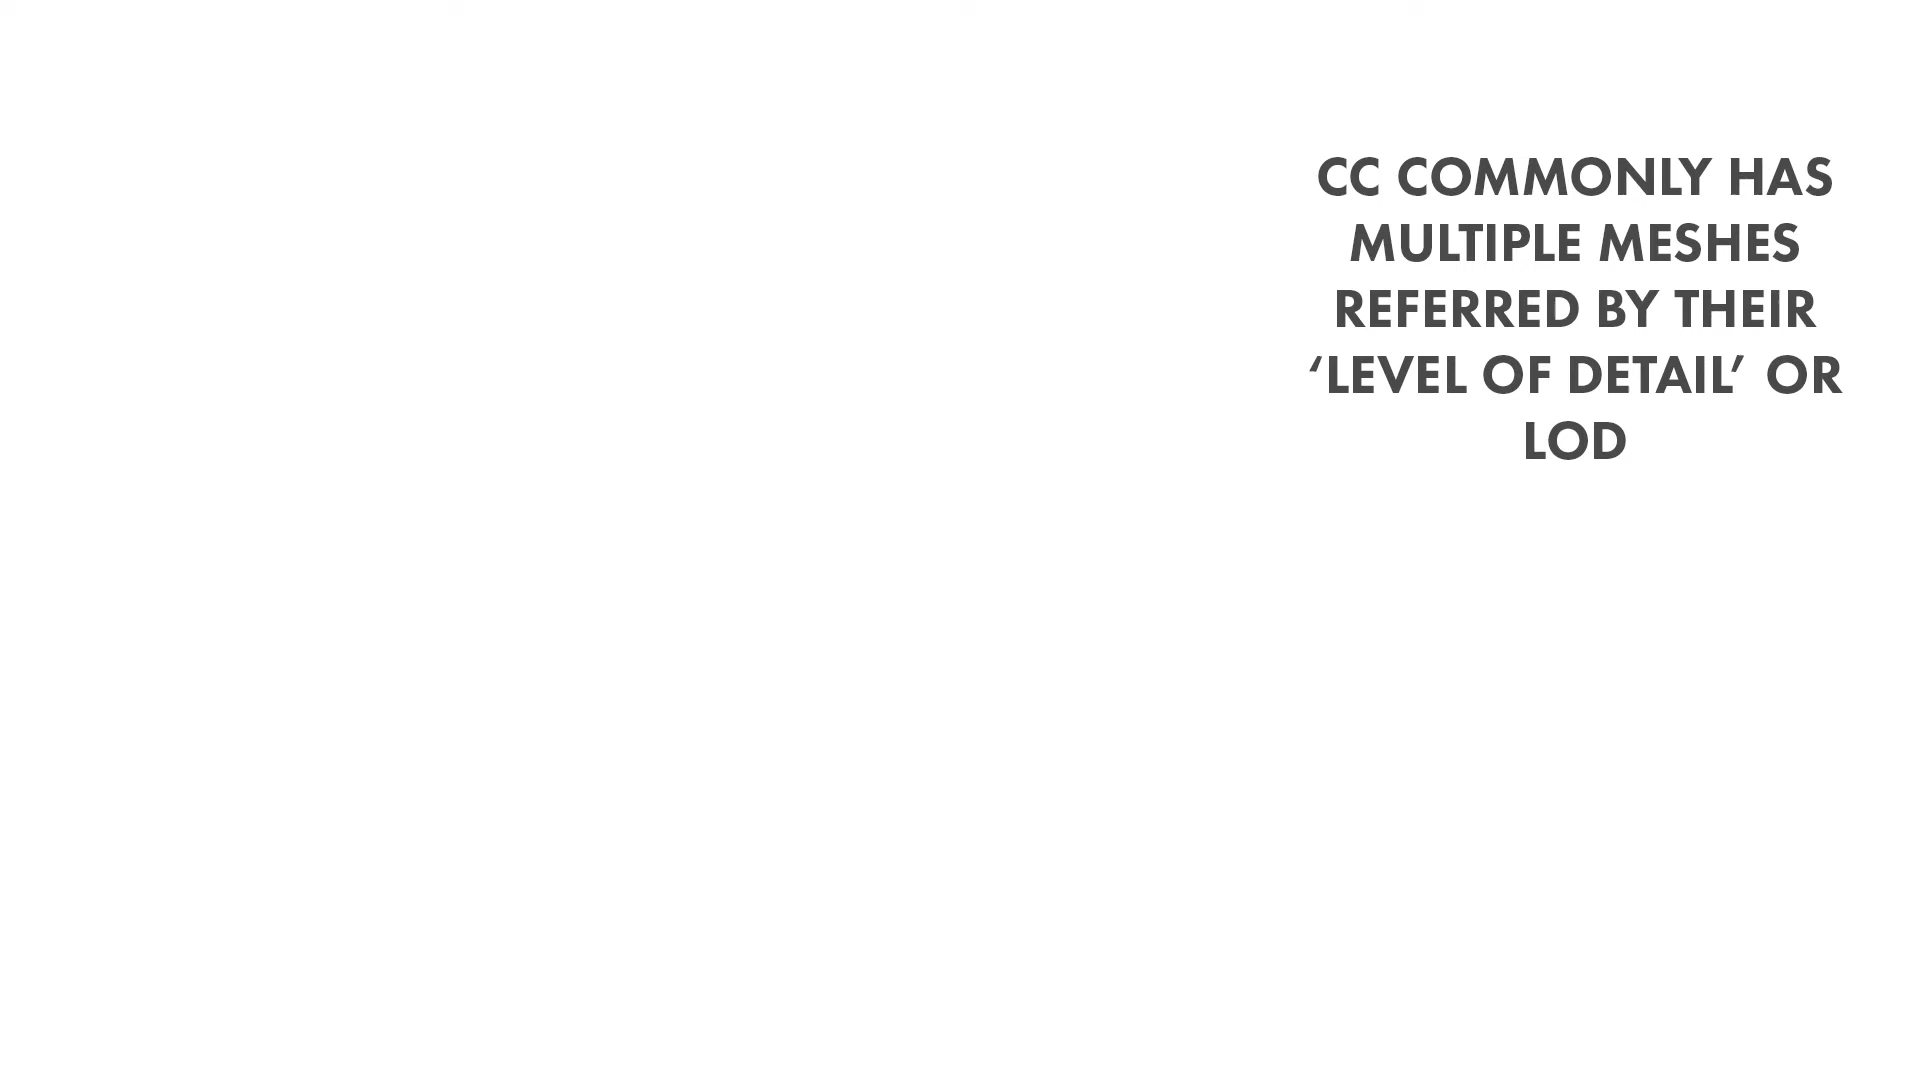 CC COMMONLY HAS
MULTIPLE MESHES
REFERRED BY THEIR
‘LEVEL OF DETAIL’ OR
LOD